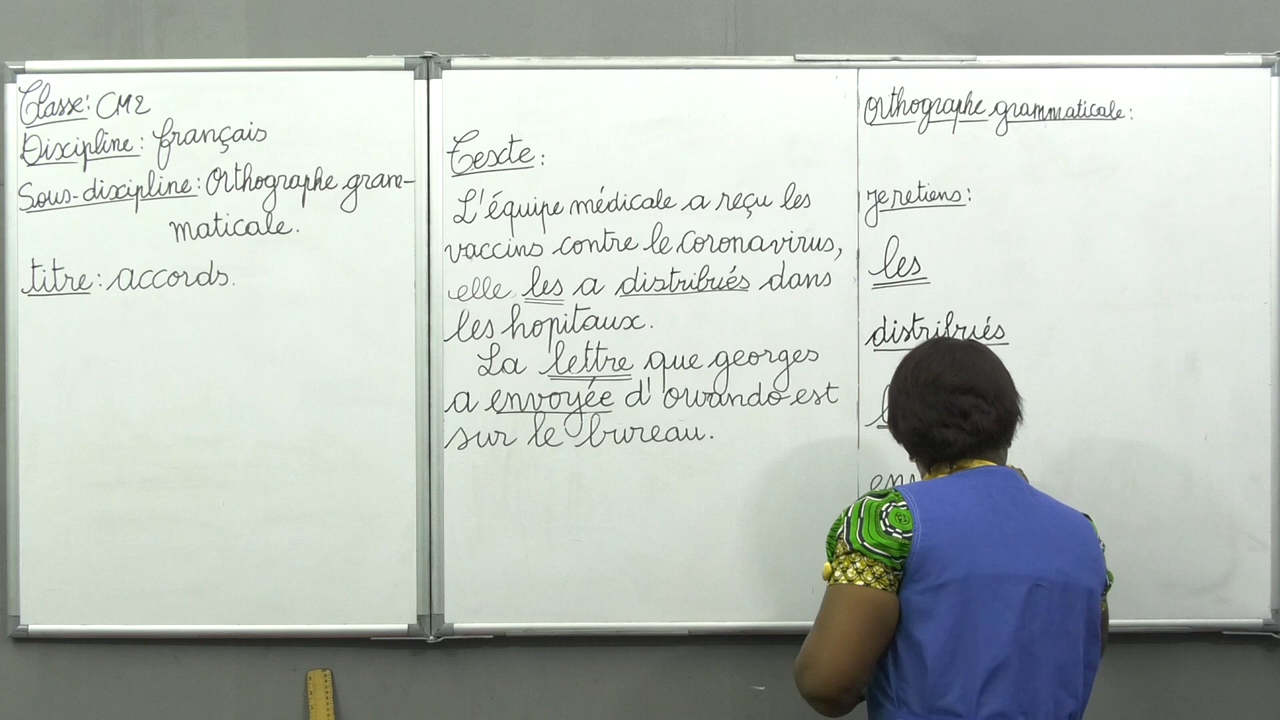 Classe: CM2
Discipline: français
Sous-discipline: Orthographe gram-
maticale.
titre: accords.
Texte:
L'équipe médicale a reçu les
vaccins contre le coronavirus,
elle les a distribués dans
les hopitaux.
La lettre que georges
a envoyée d'owando est
sur le bureau.
Orthographe grammaticale:
je retiens:
les
distribués